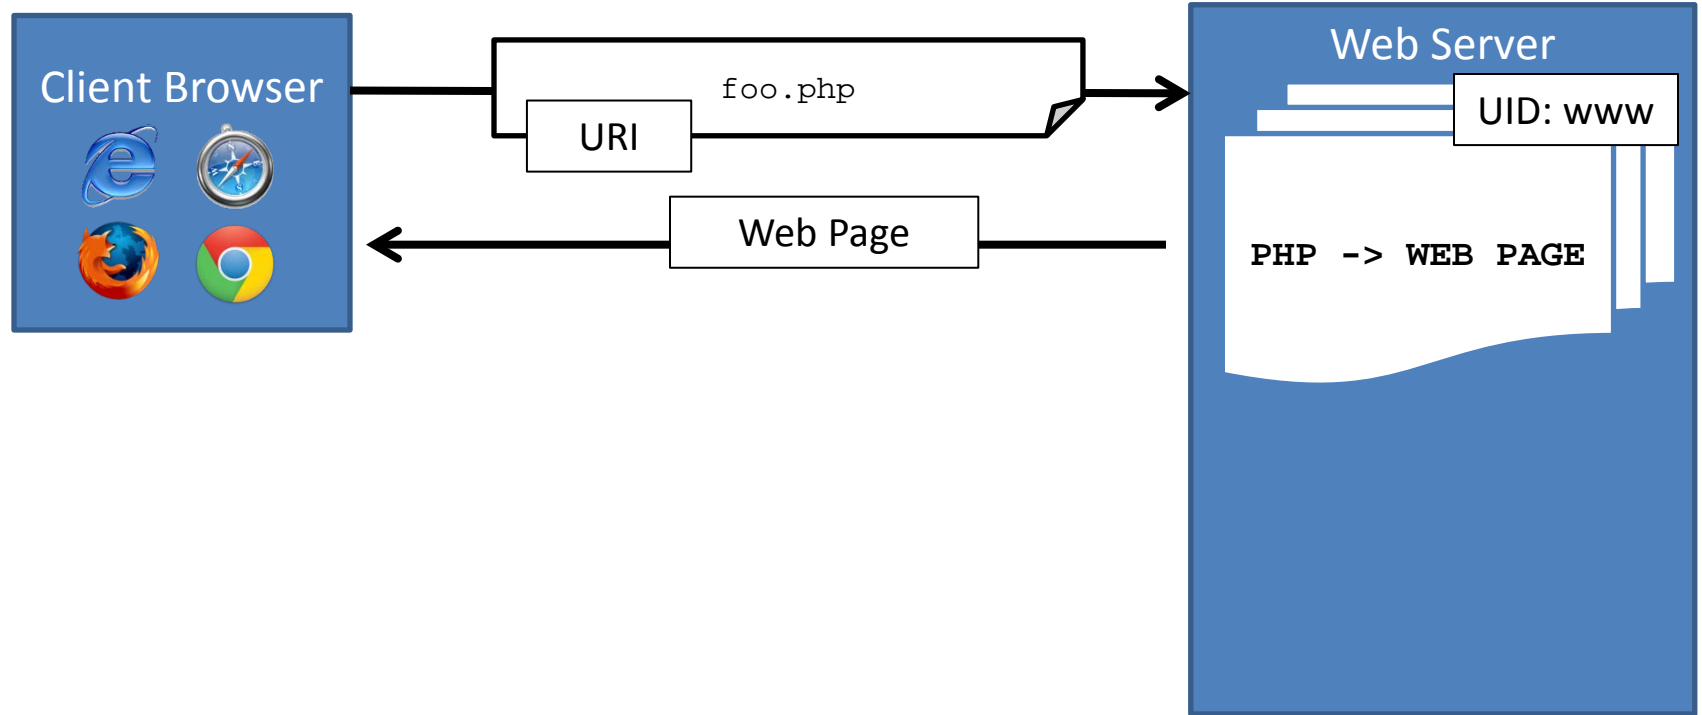 Client Browser
foo.php
URI
Web Page
Web Server
UID: www
PHP -> WEB PAGE